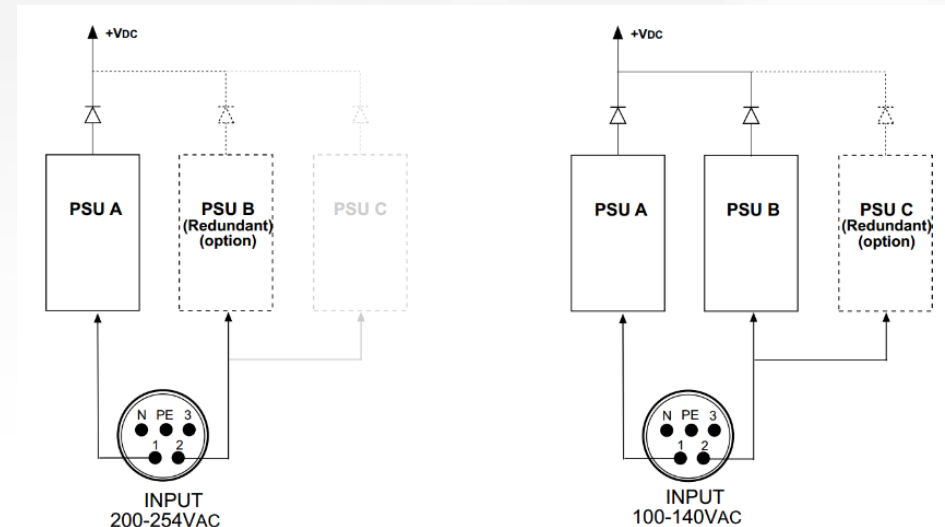 +VDC
PSU A
PSU B
(Redundant)
(option)
PSU C
N PE 3
1 2
INPUT
200-254VAC
+VDC
PSU A
PSU B
PSU C
(Redundant)
(option)
N PE 3
1 2
INPUT
100-140VAC